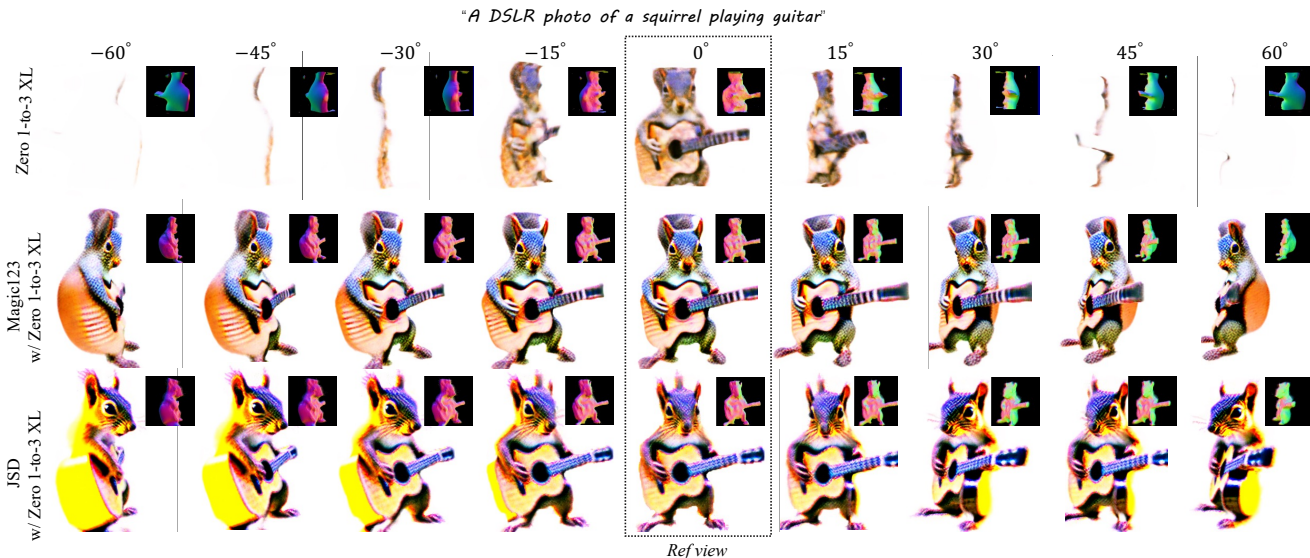 "A DSLR photo of a squirrel playing guitar"
−60° −45° −30° −15° 0° 15° 30° 45° 60°
Zero 1-to-3 XL
Magic123
w/ Zero 1-to-3 XL
JSD
w/ Zero 1-to-3 XL
Ref view